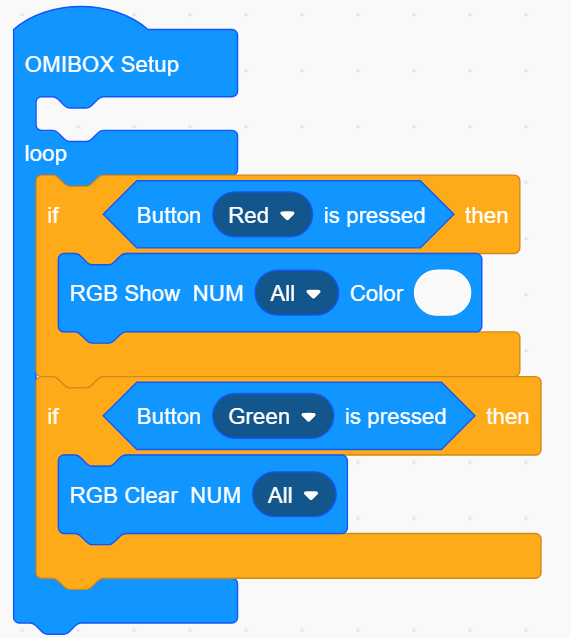 OMIBOX Setup
loop
if Button Red is pressed then
RGB Show NUM All Color
if Button Green is pressed then
RGB Clear NUM All